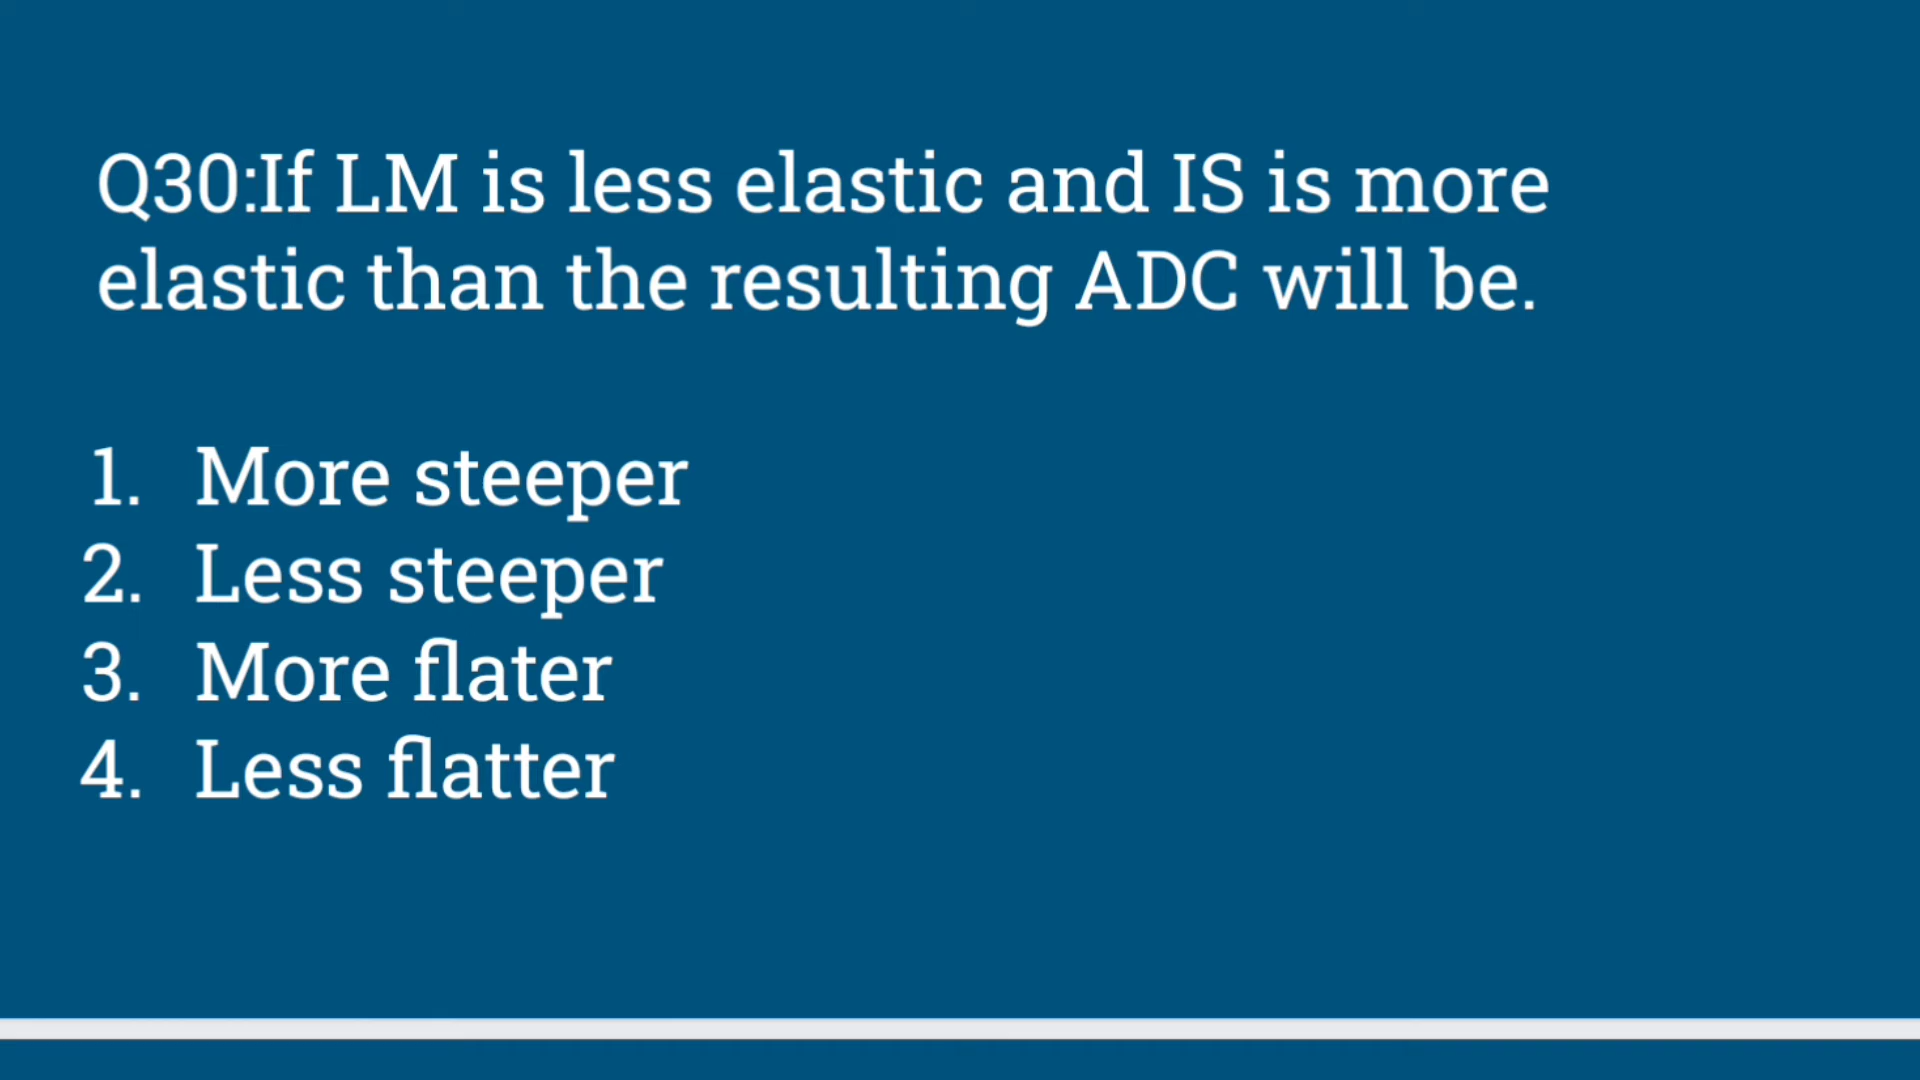 Q30:If LM is less elastic and IS is more
elastic than the resulting ADC will be.
1. More steeper
2. Less steeper
3. More flater
4. Less flatter